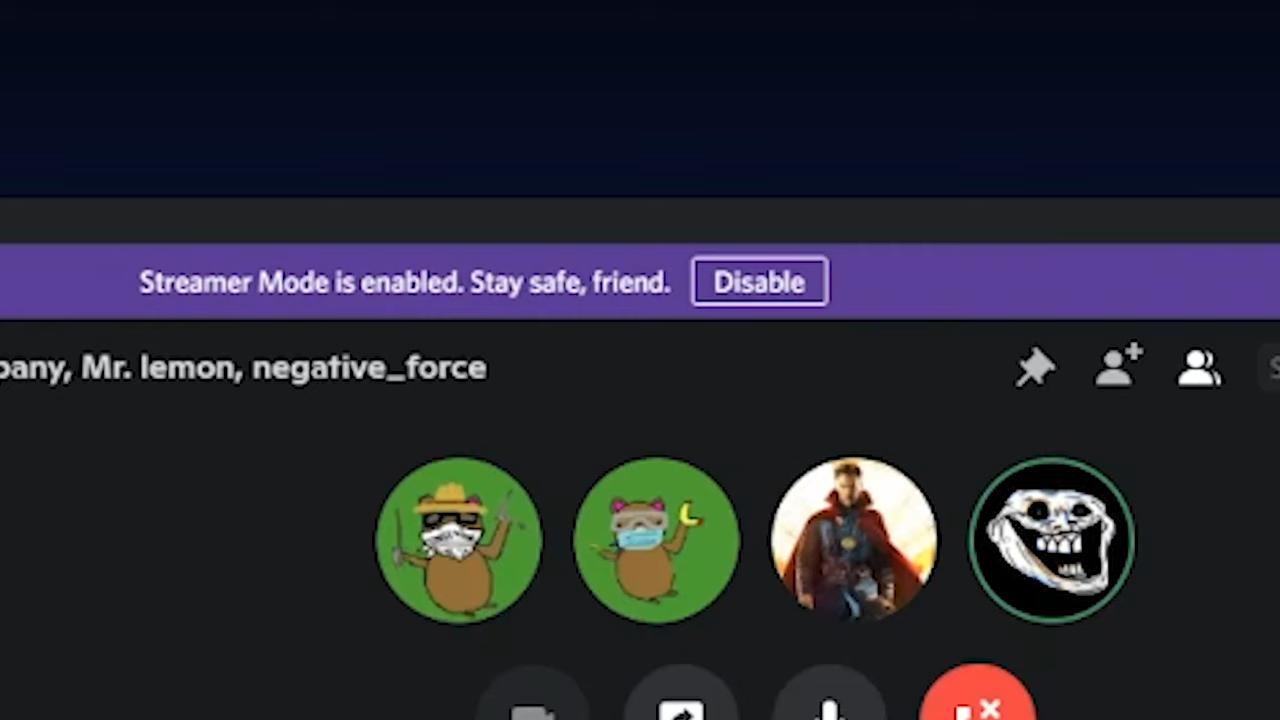 Streamer Mode is enabled. Stay safe, friend. Disable
pany, Mr. lemon, negative_force